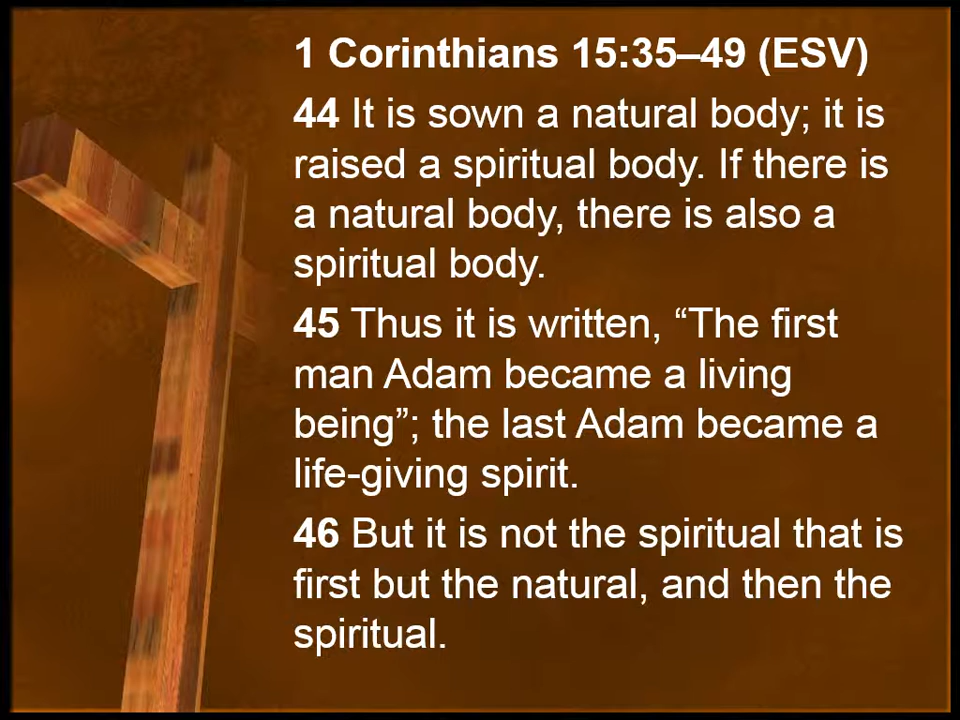 1 Corinthians 15:35–49 (ESV)
44 It is sown a natural body; it is
raised a spiritual body. If there is
a natural body, there is also a
spiritual body.
45 Thus it is written, “The first
man Adam became a living
being”; the last Adam became a
life-giving spirit.
46 But it is not the spiritual that is
first but the natural, and then the
spiritual.